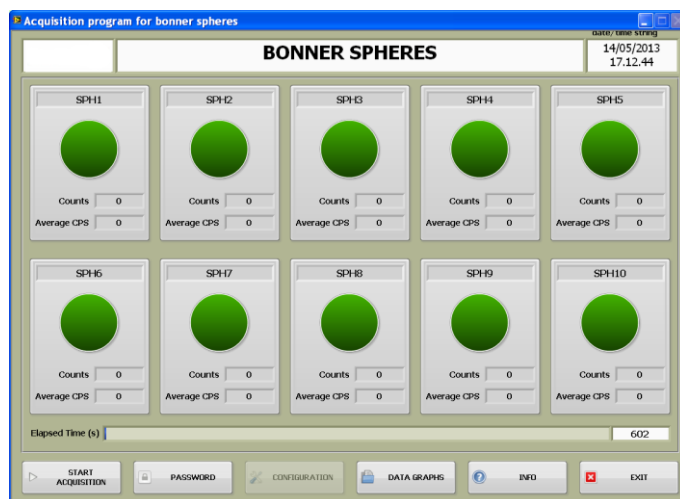 Acquisition program for bonner spheres
date/time string
BONNER SPHERES
14/05/2013
17.12.44
SPH1
Counts 0
Average CPS 0
SPH2
Counts 0
Average CPS 0
SPH3
Counts 0
Average CPS 0
SPH4
Counts 0
Average CPS 0
SPH5
Counts 0
Average CPS 0
SPH6
Counts 0
Average CPS 0
SPH7
Counts 0
Average CPS 0
SPH8
Counts 0
Average CPS 0
SPH9
Counts 0
Average CPS 0
SPH10
Counts 0
Average CPS 0
Elapsed Time (s) 602
START
ACQUISITION
PASSWORD
CONFIGURATION
DATA GRAPHS
INFO
EXIT